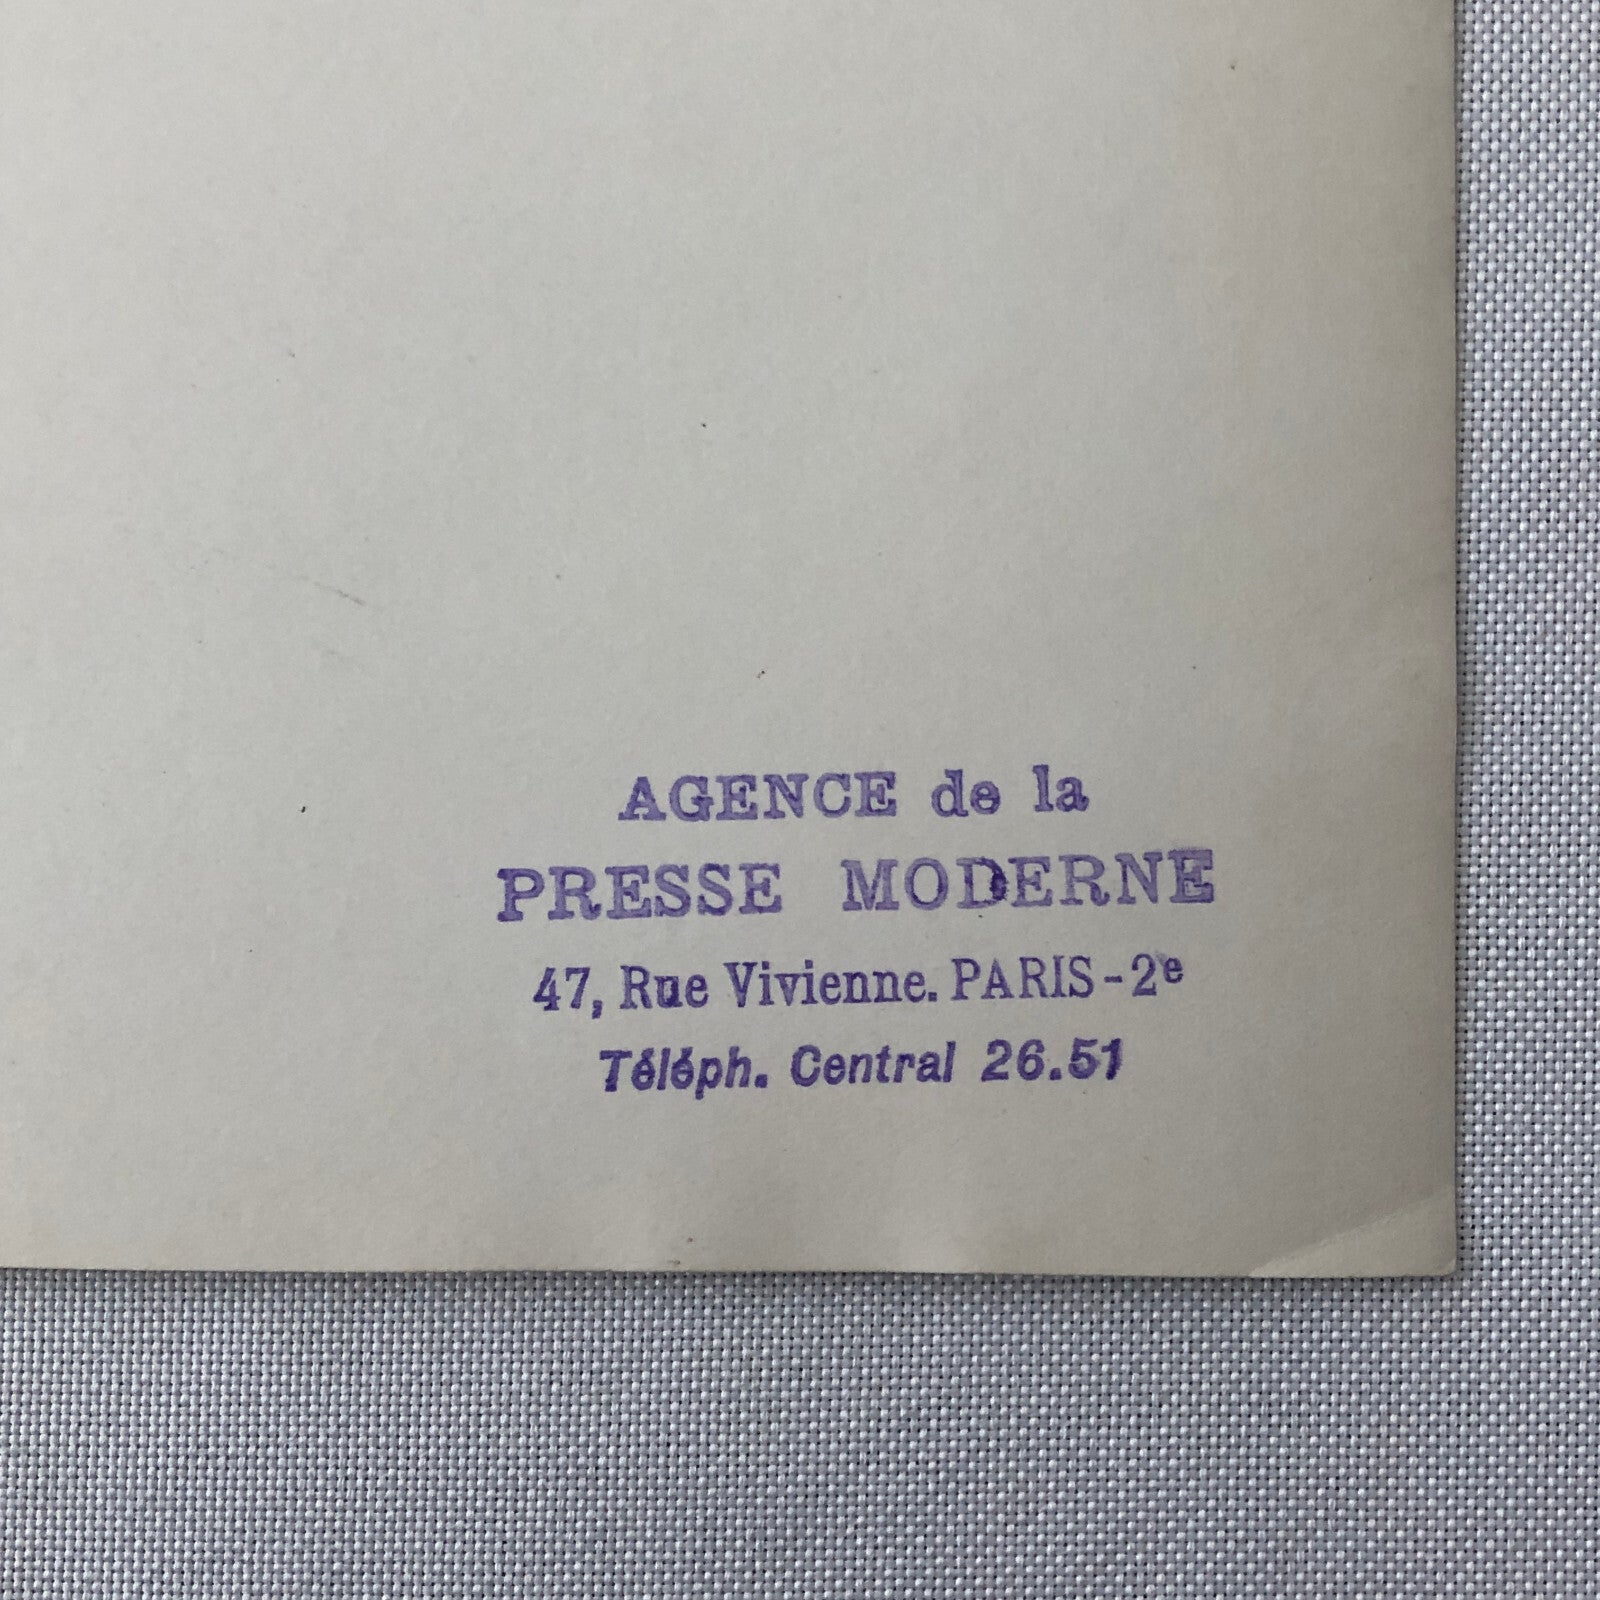 AGENCE de la
PRESSE MODERNE
47, Rue Vivienne. PARIS-2e
Téléph. Central 26.51